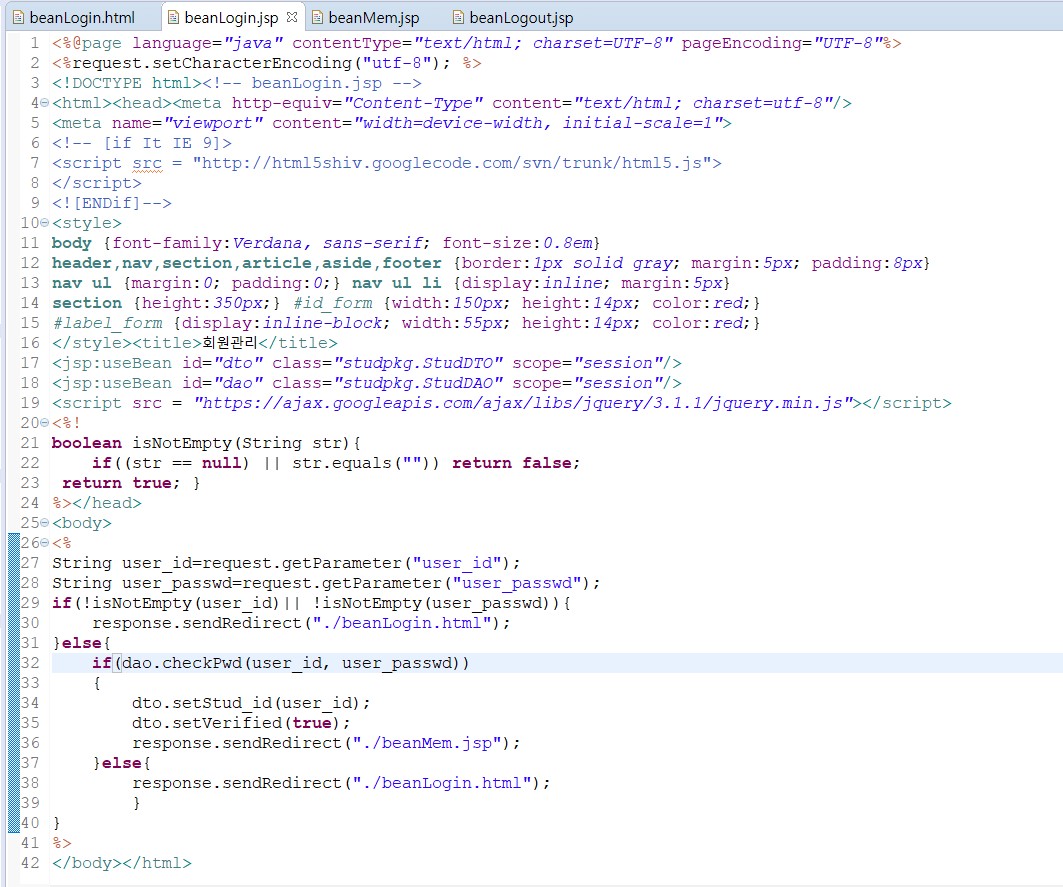 beanLogin.html beanLogin.jsp beanMem.jsp beanLogout.jsp
1 <%@page language="java" contentType="text/html; charset=UTF-8" pageEncoding="UTF-8"%>
2 <%request.setCharacterEncoding("utf-8"); %>
3 <!DOCTYPE html><!-- beanLogin.jsp -->
4 <html><head><meta http-equiv="Content-Type" content="text/html; charset=utf-8"/>
5 <meta name="viewport" content="width=device-width, initial-scale=1">
6 <!-- [if It IE 9]>
7 <script src = "http://html5shiv.googlecode.com/svn/trunk/html5.js">
8 </script>
9 <![ENDif]-->
10 <style>
11 body {font-family:Verdana, sans-serif; font-size:0.8em}
12 header,nav,section,article,aside,footer {border:1px solid gray; margin:5px; padding:8px}
13 nav ul {margin:0; padding:0;} nav ul li {display:inline; margin:5px}
14 section {height:350px;} #id_form {width:150px; height:14px; color:red;}
15 #label_form {display:inline-block; width:55px; height:14px; color:red;}
16 </style><title>회원관리</title>
17 <jsp:useBean id="dto" class="studpkg.StudDTO" scope="session"/>
18 <jsp:useBean id="dao" class="studpkg.StudDAO" scope="session"/>
19 <script src = "https://ajax.googleapis.com/ajax/libs/jquery/3.1.1/jquery.min.js"></script>
20 <%!
21 boolean isNotEmpty(String str){
22     if((str == null) || str.equals("")) return false;
23  return true; }
24 %></head>
25 <body>
26 <%
27 String user_id=request.getParameter("user_id");
28 String user_passwd=request.getParameter("user_passwd");
29 if(!isNotEmpty(user_id)|| !isNotEmpty(user_passwd)){
30     response.sendRedirect("./beanLogin.html");
31 }else{
32     if(dao.checkPwd(user_id, user_passwd))
33     {
34         dto.setStud_id(user_id);
35         dto.setVerified(true);
36         response.sendRedirect("./beanMem.jsp");
37     }else{
38         response.sendRedirect("./beanLogin.html");
39         }
40 }
41 %>
42 </body></html>